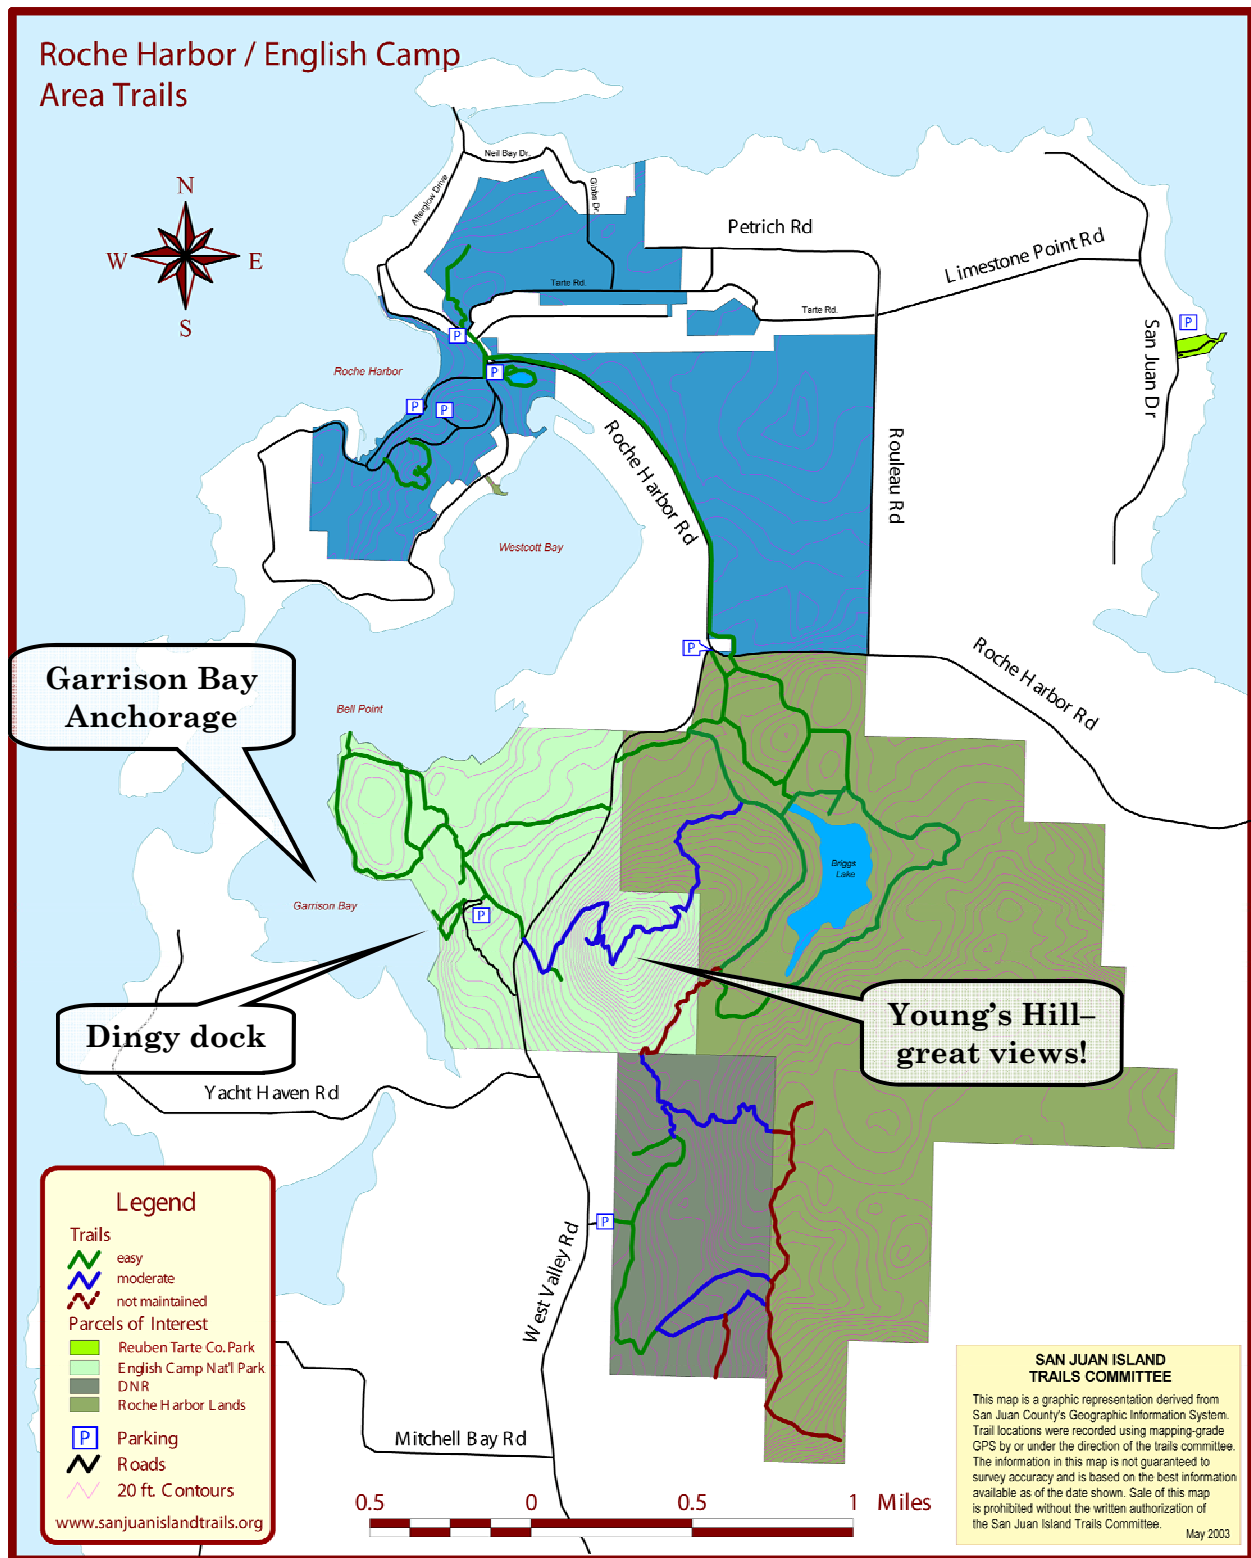 Roche Harbor / English Camp
Area Trails
N
W
E
S
Neil Bay Dr.
Afterglow Drive
Gibbs Dr.
Petrich Rd
Limestone Point Rd
Tarte Rd.
Tarte Rd.
P
San Juan Dr
P
Roche Harbor
P
P
P
Roche Harbor Rd
Rouleau Rd
Westcott Bay
P
Roche Harbor Rd
Garrison Bay
Anchorage
Bell Point
Briggs
Lake
Garrison Bay
P
Dingy dock
Young's Hill–
great views!
Yacht Haven Rd
P
West Valley Rd
Mitchell Bay Rd
Legend
Trails
easy
moderate
not maintained
Parcels of Interest
Reuben Tarte Co. Park
English Camp Nat'l Park
DNR
Roche Harbor Lands
P Parking
Roads
20 ft. Contours
www.sanjuanislandtrails.org
0.5 0 0.5 1 Miles
SAN JUAN ISLAND
TRAILS COMMITTEE
This map is a graphic representation derived from
San Juan County's Geographic Information System.
Trail locations were recorded using mapping-grade
GPS by or under the direction of the trails committee.
The information in this map is not guaranteed to
survey accuracy and is based on the best information
available as of the date shown. Sale of this map
is prohibited without the written authorization of
the San Juan Island Trails Committee.
May 2003